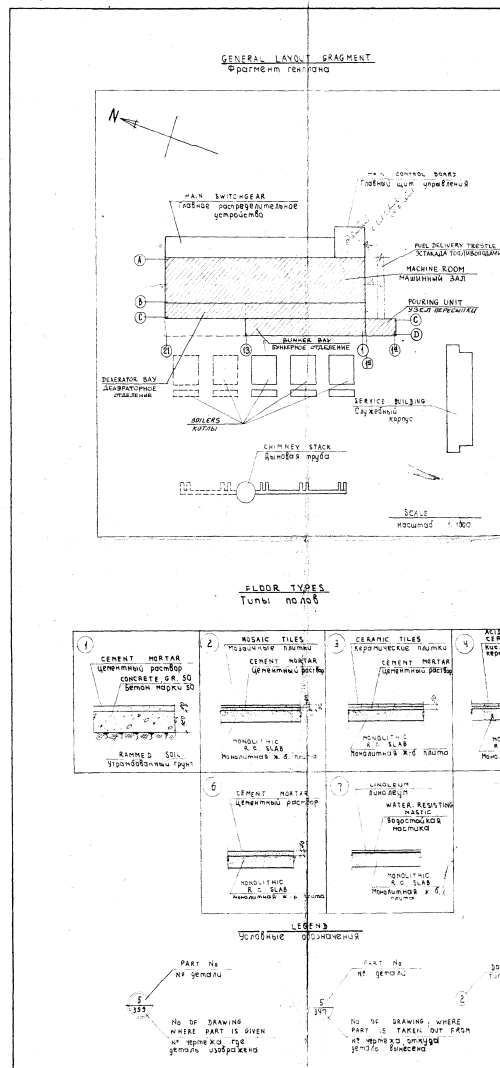 GENERAL LAYOUT GRAGMENT
Фрагмент генплана
N
MAIN CONTROL BOARD
Главный щит управления
MAIN SWITCHGEAR
Главное распределительное
устройство
FUEL DELIVERY TRESTLE
ЭСТАКАДА ТОПЛИВОПОДАЧИ
A
MACHINE ROOM
МАШИННЫЙ ЗАЛ
B
POURING UNIT
УЗЕЛ ПЕРЕСЫПКИ
C
C
D
BUNKER BAY
БУНКЕРНОЕ ОТДЕЛЕНИЕ
21
13
1
DEAERATOR BAY
ДЕАЭРАТОРНОЕ
ОТДЕЛЕНИЕ
BOILERS
КОТЛЫ
SERVICE BUILDING
Служебный
корпус
CHIMNEY STACK
Дымовая труба
SCALE
масштаб 1:1000
FLOOR TYPES
Типы полов
1
CEMENT MORTAR
Цементный раствор
CONCRETE, GR. 50
Бетон марки 50
RAMMED SOIL
Утрамбованный грунт
2
MOSAIC TILES
Мозаичные плитки
CEMENT MORTAR
Цементный раствор
MONOLITHIC
R.C. SLAB
Монолитная ж.б. плита
3
CERAMIC TILES
Керамические плитки
CEMENT MORTAR
Цементный раствор
MONOLITHIC
R.C. SLAB
Монолитная ж-б плита
4
6
CEMENT MORTAR
Цементный раствор
MONOLITHIC
R.C. SLAB
Монолитная ж-б плита
7
LINOLEUM
Линолеум
WATER-RESISTING
MASTIC
Водостойкая
мастика
MONOLITHIC
R.C. SLAB
Монолитная ж б.
плита
LEGEND
Условные обозначения
PART No
№ детали
5
353
No OF DRAWING
WHERE PART IS GIVEN
№ чертежа где
деталь изображена
PART No
№ детали
5
347
No OF DRAWING, WHERE
PART IS TAKEN OUT FROM
№ чертежа откуда
деталь вынесена
2